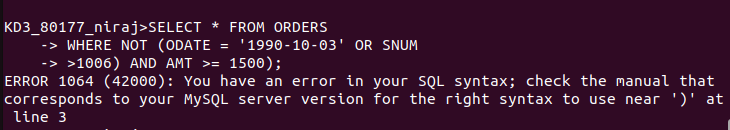 KD3_80177_niraj>SELECT * FROM ORDERS
    -> WHERE NOT (ODATE = '1990-10-03' OR SNUM
    -> >1006) AND AMT >= 1500);
ERROR 1064 (42000): You have an error in your SQL syntax; check the manual that
corresponds to your MySQL server version for the right syntax to use near ')' at
 line 3